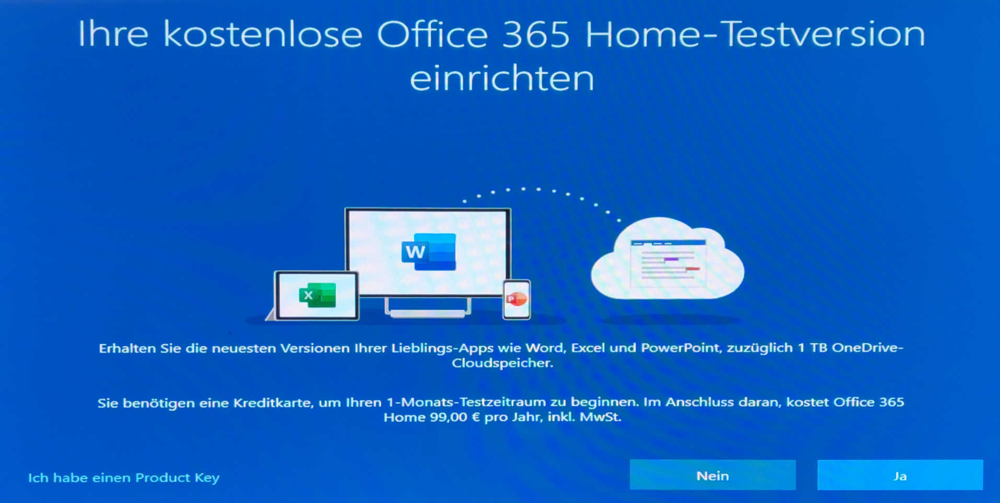 Ihre kostenlose Office 365 Home-Testversion
einrichten
W
X
P
Erhalten Sie die neuesten Versionen Ihrer Lieblings-Apps wie Word, Excel und PowerPoint, zuzüglich 1 TB OneDrive-
Cloudspeicher.
Sie benötigen eine Kreditkarte, um Ihren 1-Monats-Testzeitraum zu beginnen. Im Anschluss daran, kostet Office 365
Home 99,00 € pro Jahr, inkl. MwSt.
Ich habe einen Product Key
Nein
Ja